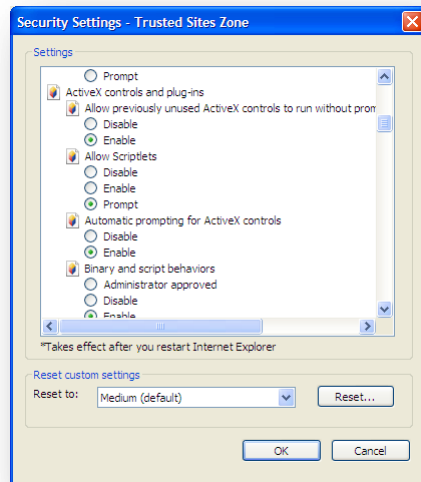 Security Settings - Trusted Sites Zone
Settings
Prompt
ActiveX controls and plug-ins
Allow previously unused ActiveX controls to run without prom
Disable
Enable
Allow Scriptlets
Disable
Enable
Prompt
Automatic prompting for ActiveX controls
Disable
Enable
Binary and script behaviors
Administrator approved
Disable
Enable
*Takes effect after you restart Internet Explorer
Reset custom settings
Reset to: Medium (default) Reset...
OK Cancel